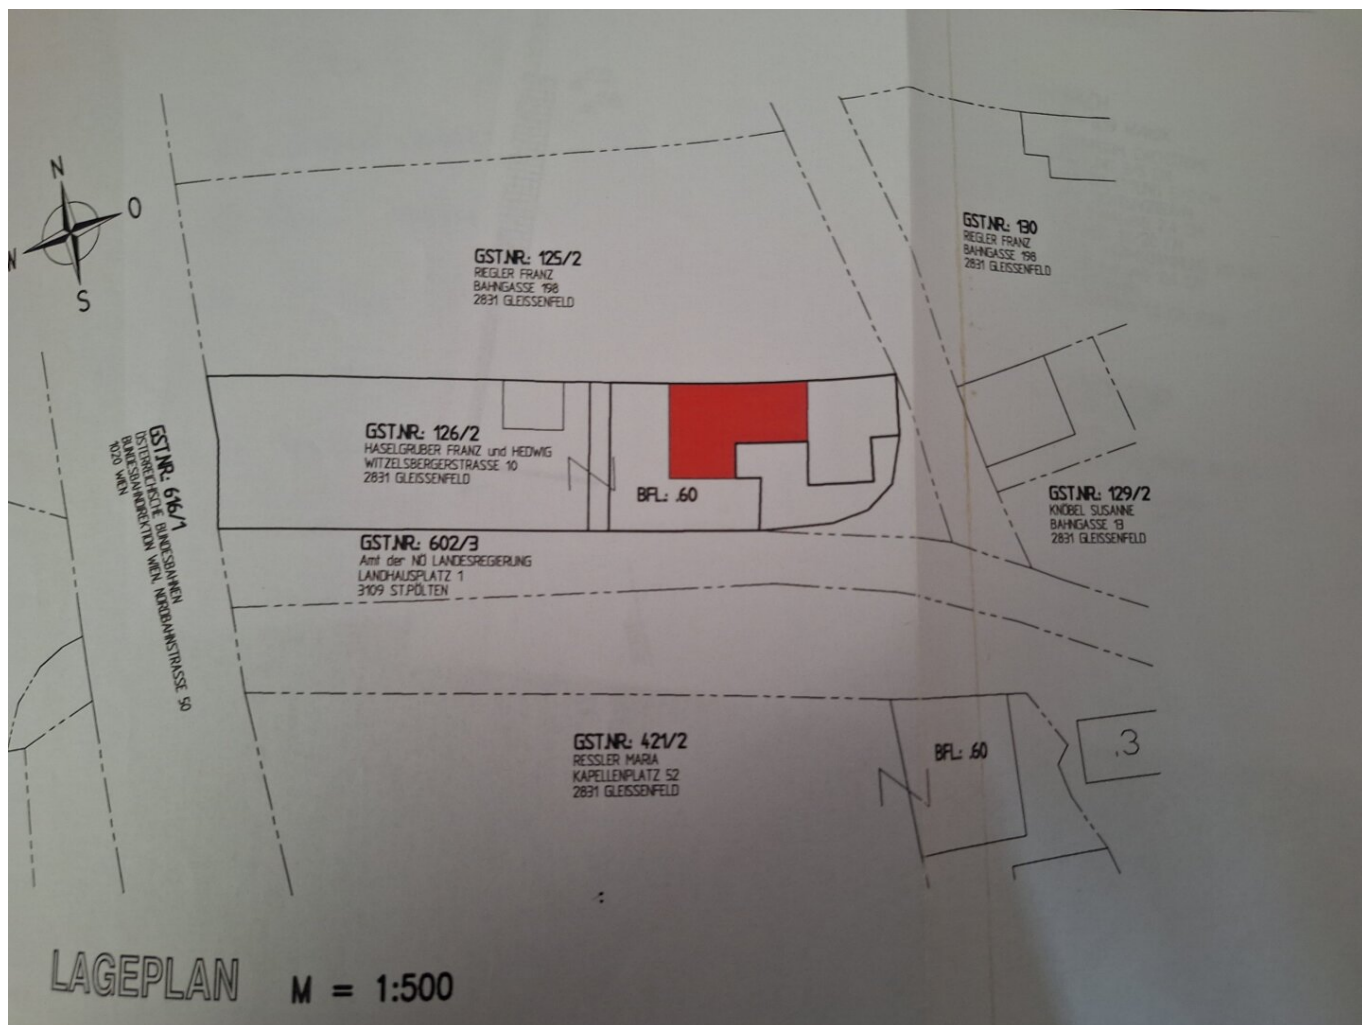 N
O
W
S
GST.NR.: 125/2
RIEGLER FRANZ
BAHNGASSE 198
2831 GLEISSENFELD
GST.NR.: 130
RIEGLER FRANZ
BAHNGASSE 198
2831 GLEISSENFELD
GST.NR.: 126/2
HASELGRUBER FRANZ und HEDWIG
WITZELSBERGERSTRASSE 10
2831 GLEISSENFELD
BFL.: .60
GST.NR.: 129/2
KNÖBEL SUSANNE
BAHNGASSE 13
2831 GLEISSENFELD
GST.NR.: 616/1
ÖSTERREICHISCHE BUNDESBAHNEN
BUNDESBAHNDIREKTION WIEN, NORDBAHNSTRASSE 50
1020 WIEN
GST.NR.: 602/3
Amt der NÖ LANDESREGIERUNG
LANDHAUSPLATZ 1
3109 ST.PÖLTEN
GST.NR.: 421/2
RESSLER MARIA
KAPELLENPLATZ 52
2831 GLEISSENFELD
BFL.: .60
.3
LAGEPLAN M = 1:500